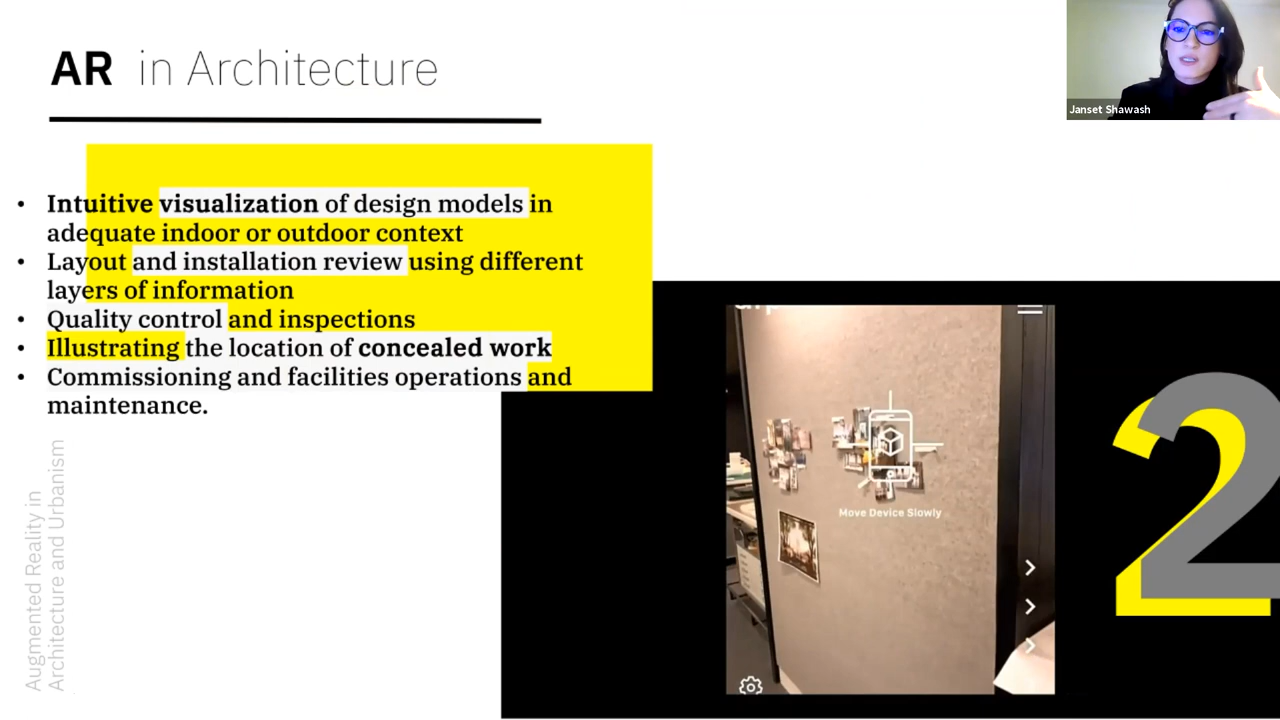 AR in Architecture
Janset Shawash
• Intuitive visualization of design models in
adequate indoor or outdoor context
• Layout and installation review using different
layers of information
• Quality control and inspections
• Illustrating the location of concealed work
• Commissioning and facilities operations and
maintenance.
Augmented Reality in
Architecture and Urbanism
Move Device Slowly
2